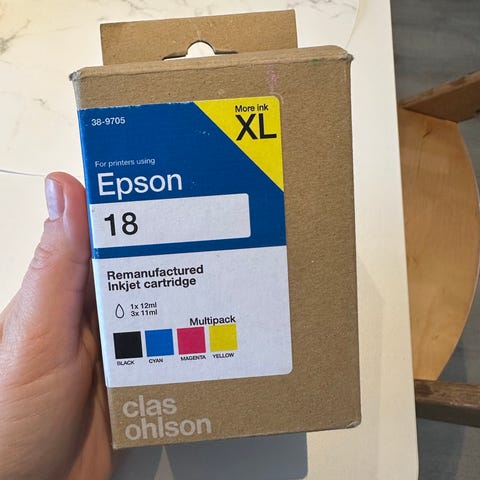 38-9705
More ink
XL
For printers using
Epson
18
Remanufactured
Inkjet cartridge
1x 12ml
3x 11ml
Multipack
BLACK CYAN MAGENTA YELLOW
clas
ohlson